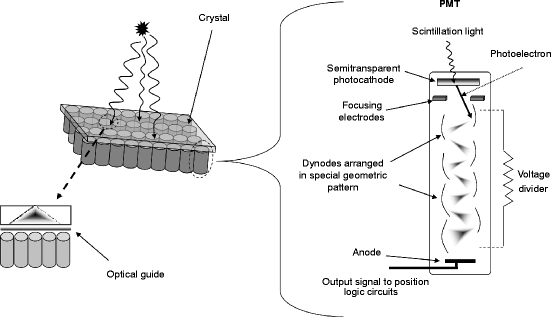 Crystal
Optical guide
PMT
Scintillation light
Photoelectron
Semitransparent
photocathode
Focusing
electrodes
Dynodes arranged
in special geometric
pattern
Voltage
divider
Anode
Output signal to position
logic circuits